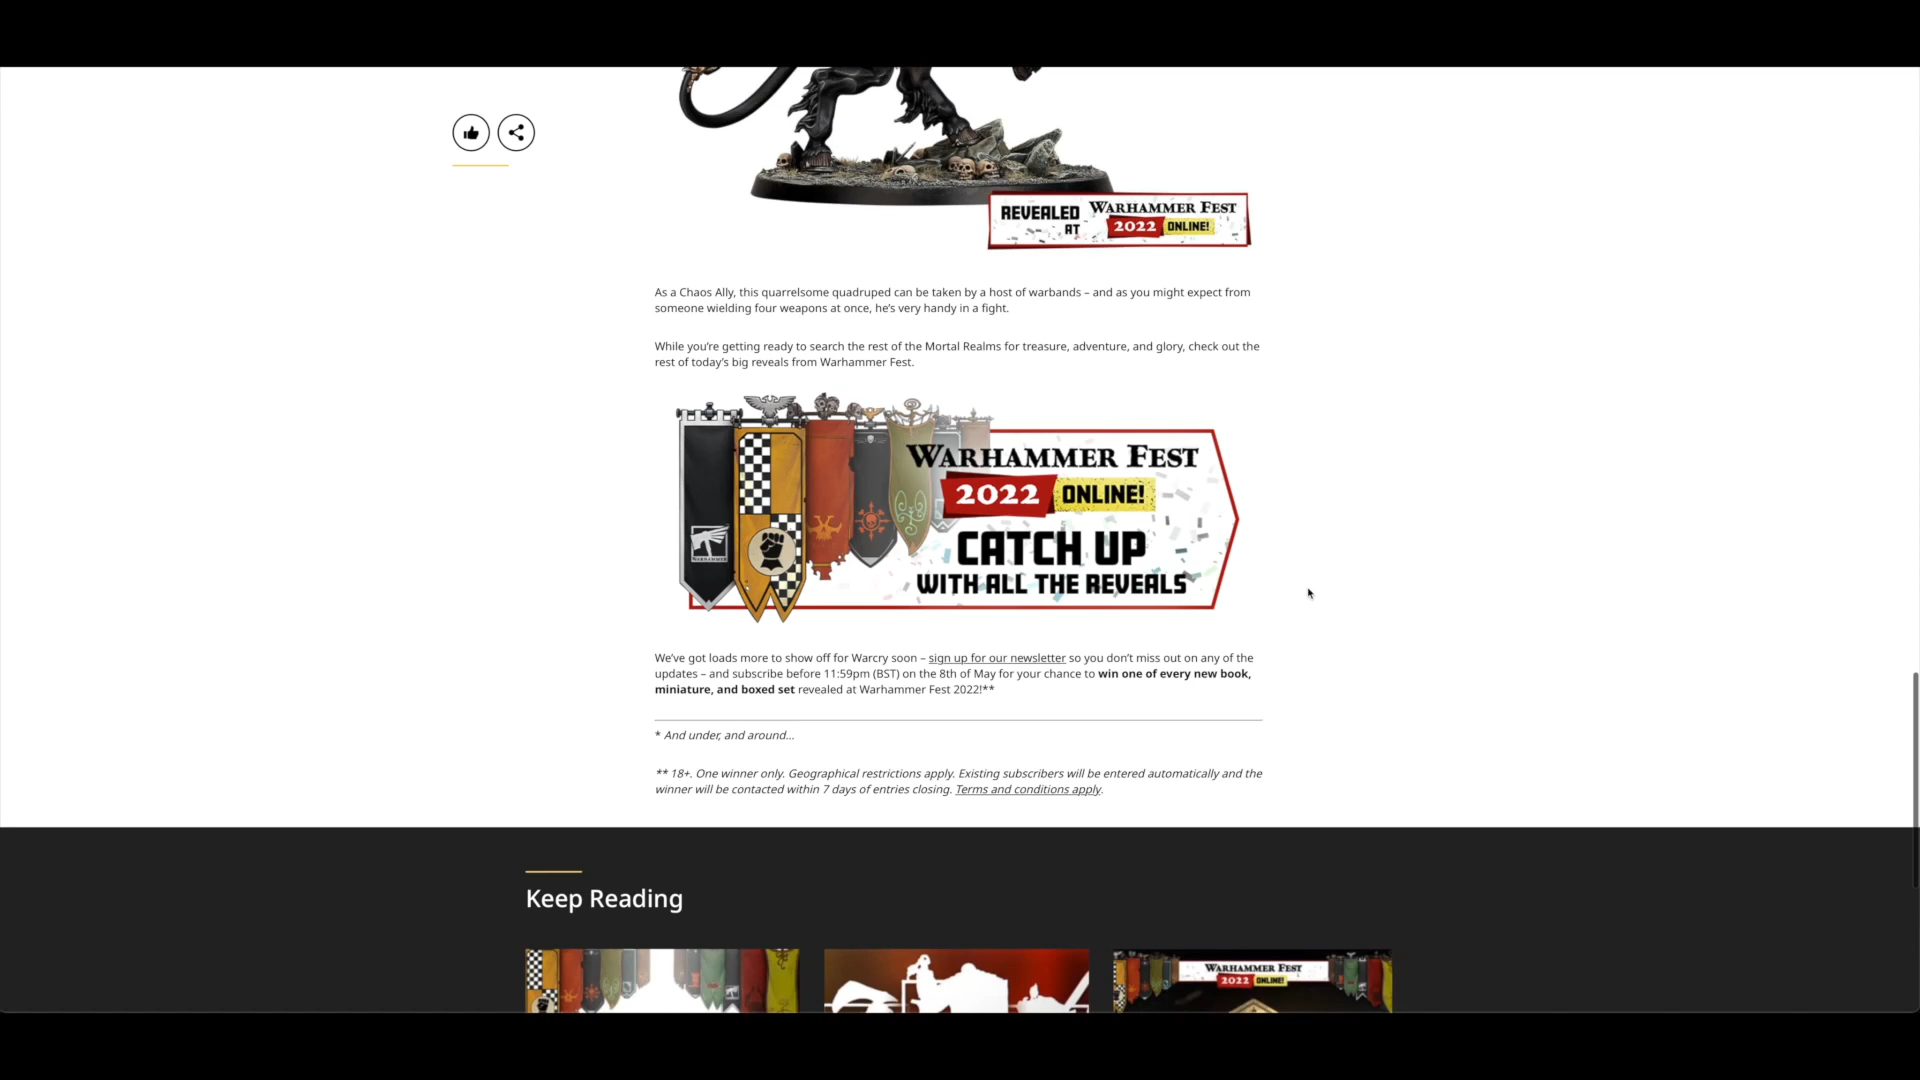 REVEALED
AT
WARHAMMER FEST
2022 ONLINE!
As a Chaos Ally, this quarrelsome quadruped can be taken by a host of warbands – and as you might expect from
someone wielding four weapons at once, he’s very handy in a fight.
While you’re getting ready to search the rest of the Mortal Realms for treasure, adventure, and glory, check out the
rest of today’s big reveals from Warhammer Fest.
WARHAMMER
WARHAMMER FEST
2022 ONLINE!
CATCH UP
WITH ALL THE REVEALS
We’ve got loads more to show off for Warcry soon – sign up for our newsletter so you don’t miss out on any of the
updates – and subscribe before 11:59pm (BST) on the 8th of May for your chance to win one of every new book,
miniature, and boxed set revealed at Warhammer Fest 2022!**
* And under, and around…
** 18+. One winner only. Geographical restrictions apply. Existing subscribers will be entered automatically and the
winner will be contacted within 7 days of entries closing. Terms and conditions apply.
Keep Reading
WARHAMMER FEST
2022 ONLINE!